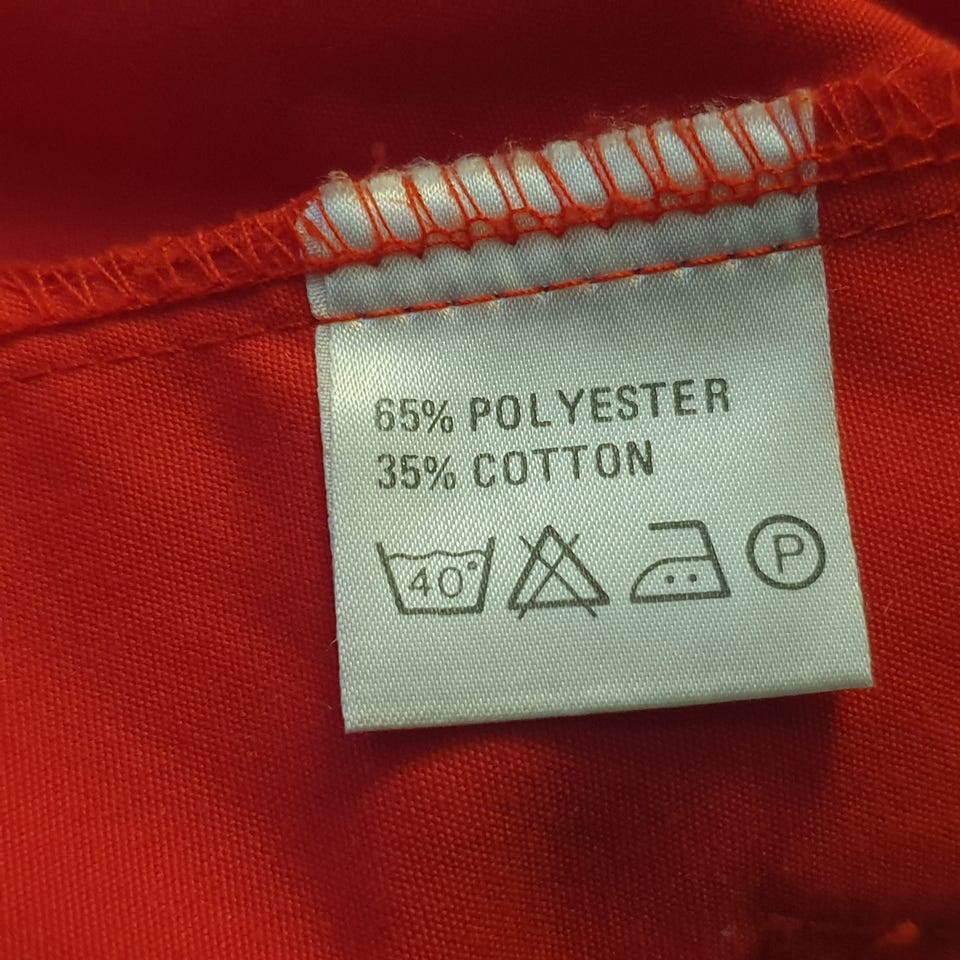 65% POLYESTER
35% COTTON
40° P